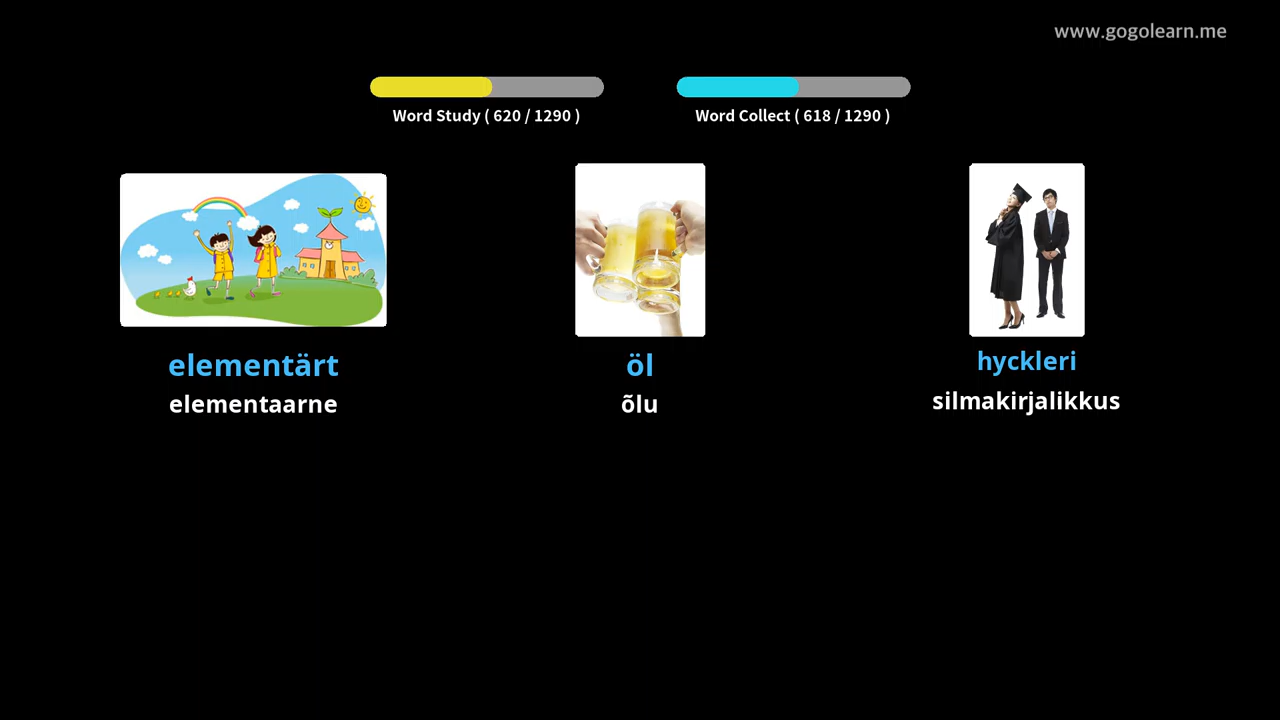 www.gogolearn.me
Word Study ( 620 / 1290 )
Word Collect ( 618 / 1290 )
elementärt
elementaarne
öl
õlu
hyckleri
silmakirjalikkus